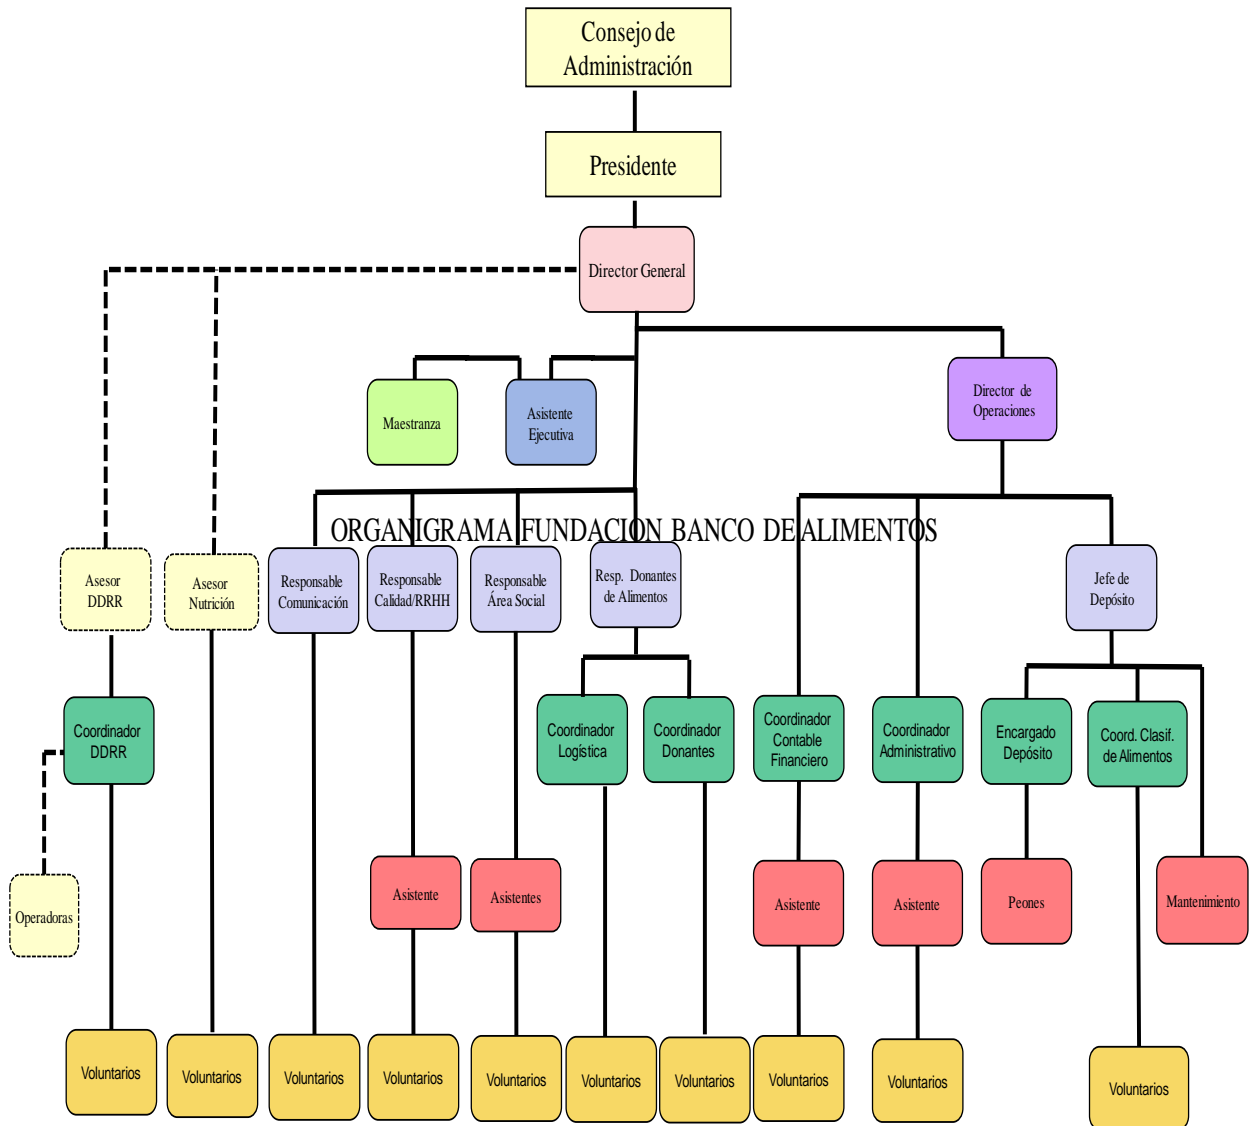 Consejo de
Administración
Presidente
Director General
Maestranza
Asistente
Ejecutiva
Director de
Operaciones
ORGANIGRAMA FUNDACION BANCO DE ALIMENTOS
Asesor
DDRR
Asesor
Nutrición
Responsable
Comunicación
Responsable
Calidad/RRHH
Responsable
Área Social
Resp. Donantes
de Alimentos
Jefe de
Depósito
Coordinador
DDRR
Coordinador
Logística
Coordinador
Donantes
Coordinador
Contable
Financiero
Coordinador
Administrativo
Encargado
Depósito
Coord. Clasif.
de Alimentos
Operadoras
Asistente
Asistentes
Asistente
Asistente
Peones
Mantenimiento
Voluntarios
Voluntarios
Voluntarios
Voluntarios
Voluntarios
Voluntarios
Voluntarios
Voluntarios
Voluntarios
Voluntarios